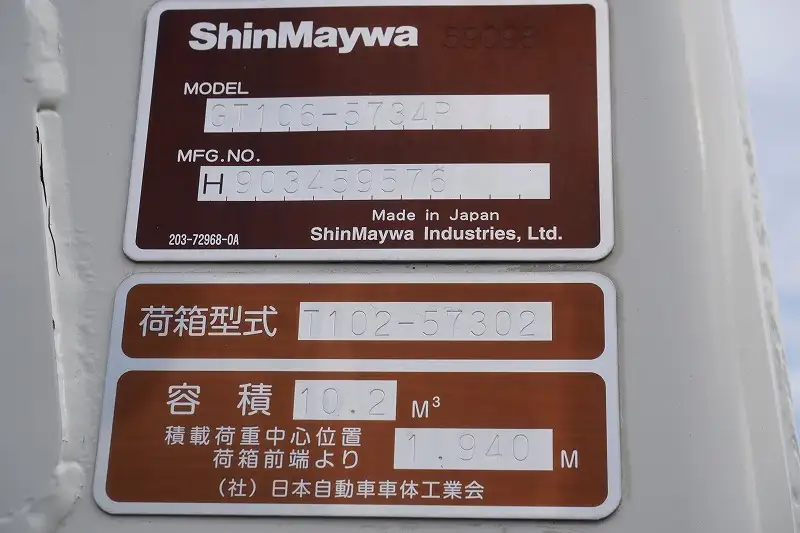 ShinMaywa
MODEL
GT106-5734P
MFG.NO.
H903459576
Made in Japan
203-72968-0A
ShinMaywa Industries, Ltd.
荷箱型式 T102-57302
容 積 10.2 M³
積載荷重中心位置
荷箱前端より 1.940 M
（社）日本自動車車体工業会